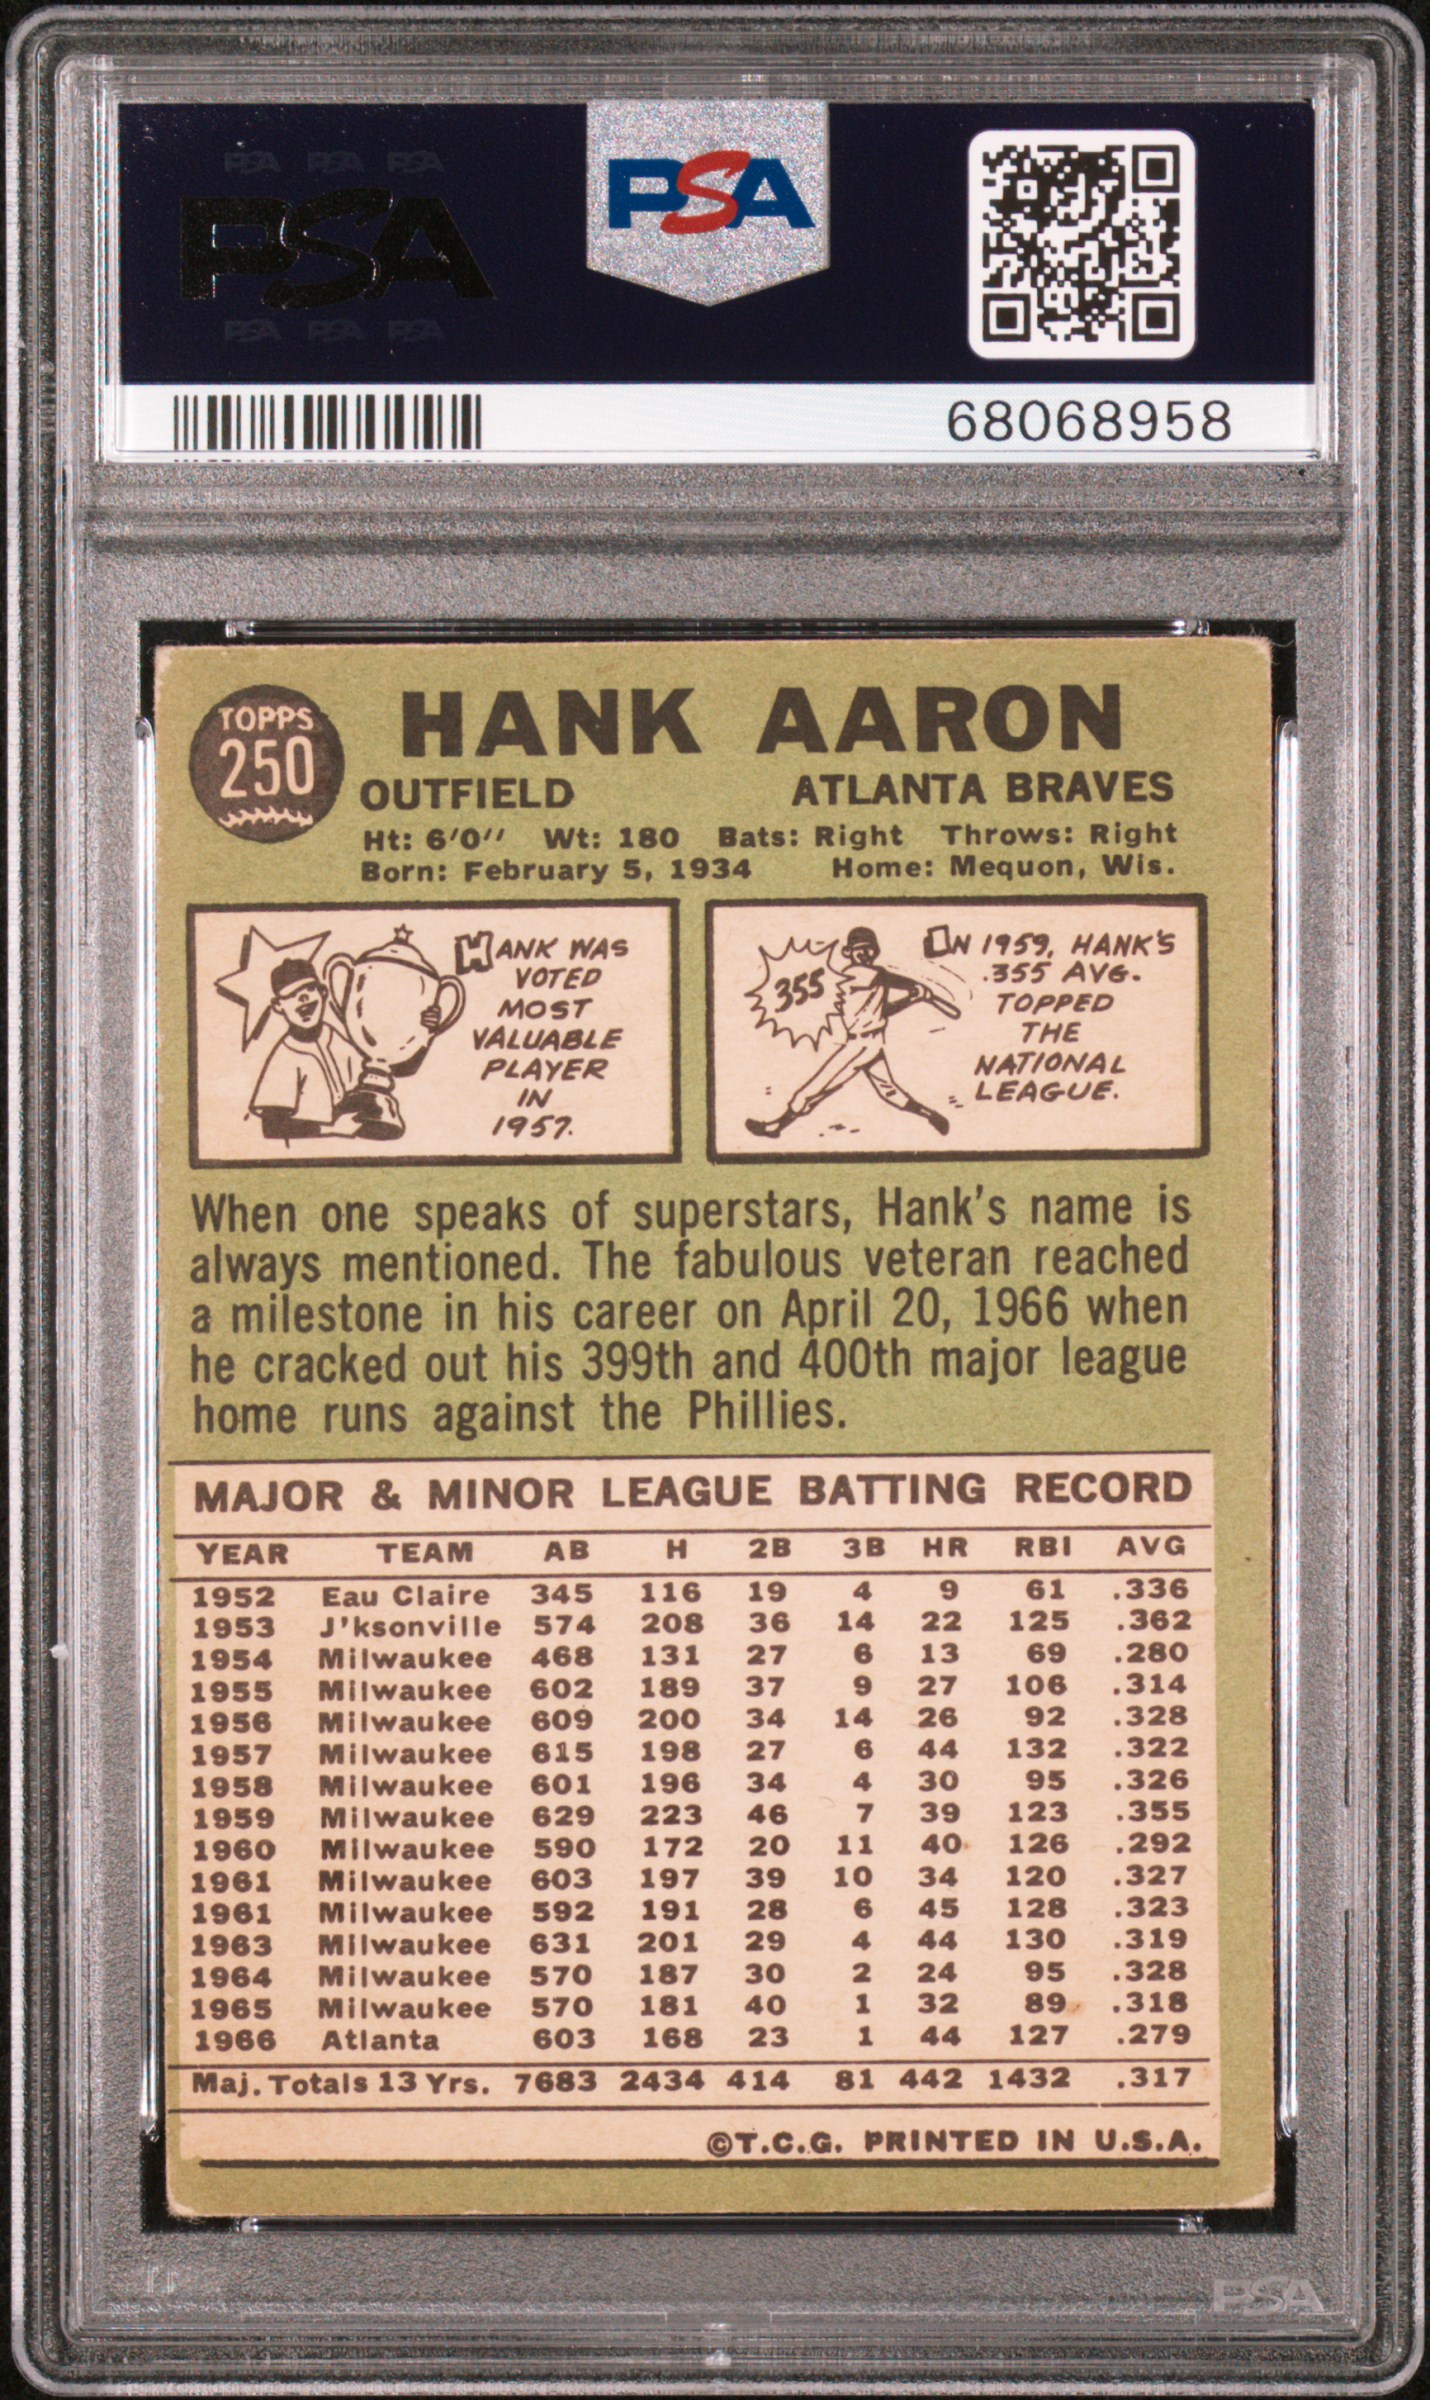 PSA PSA PSA
PSA
PSA PSA PSA
PSA
68068958
TOPPS
250
HANK AARON
OUTFIELD ATLANTA BRAVES
Ht: 6'0'' Wt: 180 Bats: Right Throws: Right
Born: February 5, 1934 Home: Mequon, Wis.
HANK WAS
VOTED
MOST
VALUABLE
PLAYER
IN
1957.
355
IN 1959, HANK'S
.355 AVG.
TOPPED
THE
NATIONAL
LEAGUE.
When one speaks of superstars, Hank's name is
always mentioned. The fabulous veteran reached
a milestone in his career on April 20, 1966 when
he cracked out his 399th and 400th major league
home runs against the Phillies.
MAJOR & MINOR LEAGUE BATTING RECORD
YEAR TEAM AB H 2B 3B HR RBI AVG
1952 Eau Claire 345 116 19 4 9 61 .336
1953 J'ksonville 574 208 36 14 22 125 .362
1954 Milwaukee 468 131 27 6 13 69 .280
1955 Milwaukee 602 189 37 9 27 106 .314
1956 Milwaukee 609 200 34 14 26 92 .328
1957 Milwaukee 615 198 27 6 44 132 .322
1958 Milwaukee 601 196 34 4 30 95 .326
1959 Milwaukee 629 223 46 7 39 123 .355
1960 Milwaukee 590 172 20 11 40 126 .292
1961 Milwaukee 603 197 39 10 34 120 .327
1961 Milwaukee 592 191 28 6 45 128 .323
1963 Milwaukee 631 201 29 4 44 130 .319
1964 Milwaukee 570 187 30 2 24 95 .328
1965 Milwaukee 570 181 40 1 32 89 .318
1966 Atlanta 603 168 23 1 44 127 .279
Maj. Totals 13 Yrs. 7683 2434 414 81 442 1432 .317
©T.C.G. PRINTED IN U.S.A.
PSA